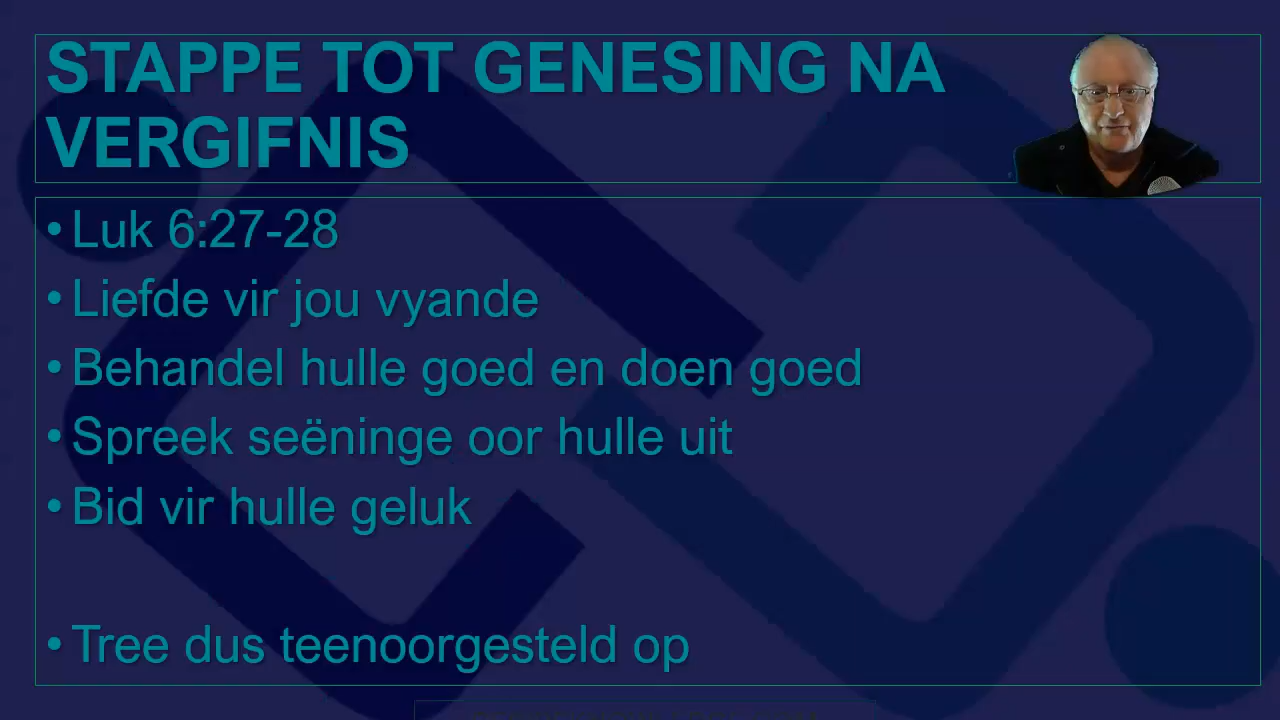 STAPPE TOT GENESING NA
VERGIFNIS
• Luk 6:27-28
• Liefde vir jou vyande
• Behandel hulle goed en doen goed
• Spreek seëninge oor hulle uit
• Bid vir hulle geluk
• Tree dus teenoorgesteld op